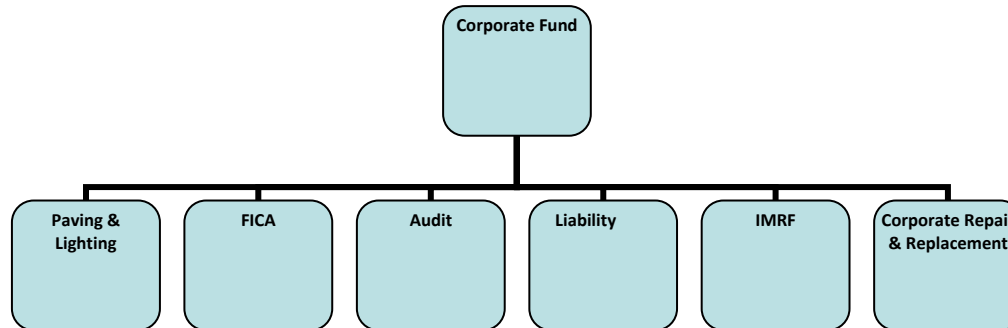 Corporate Fund
Paving &
Lighting
FICA
Audit
Liability
IMRF
Corporate Repai
& Replacement